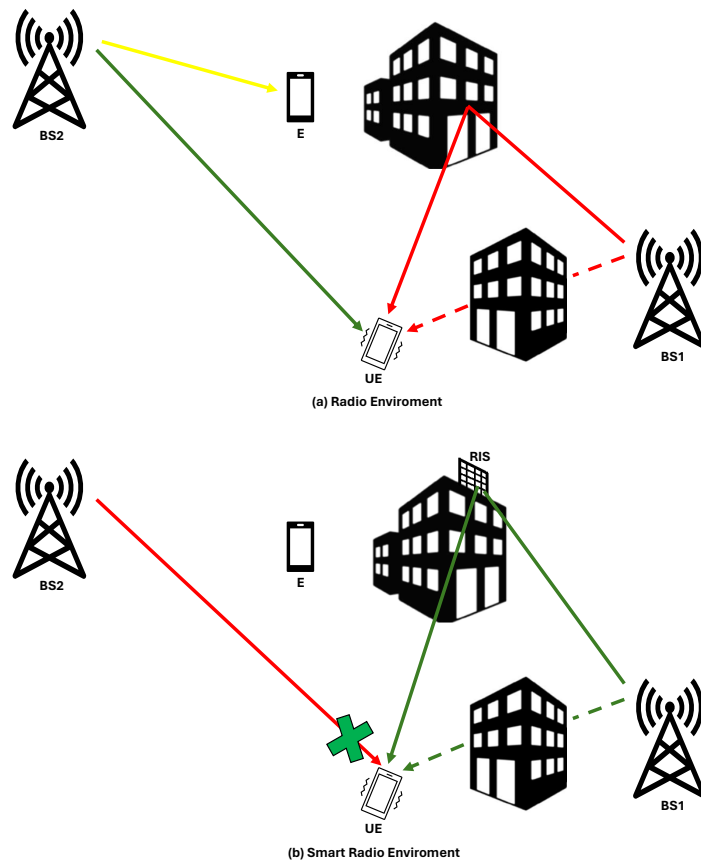 BS2
E
BS1
UE
(a) Radio Enviroment
RIS
BS2
E
BS1
UE
(b) Smart Radio Enviroment